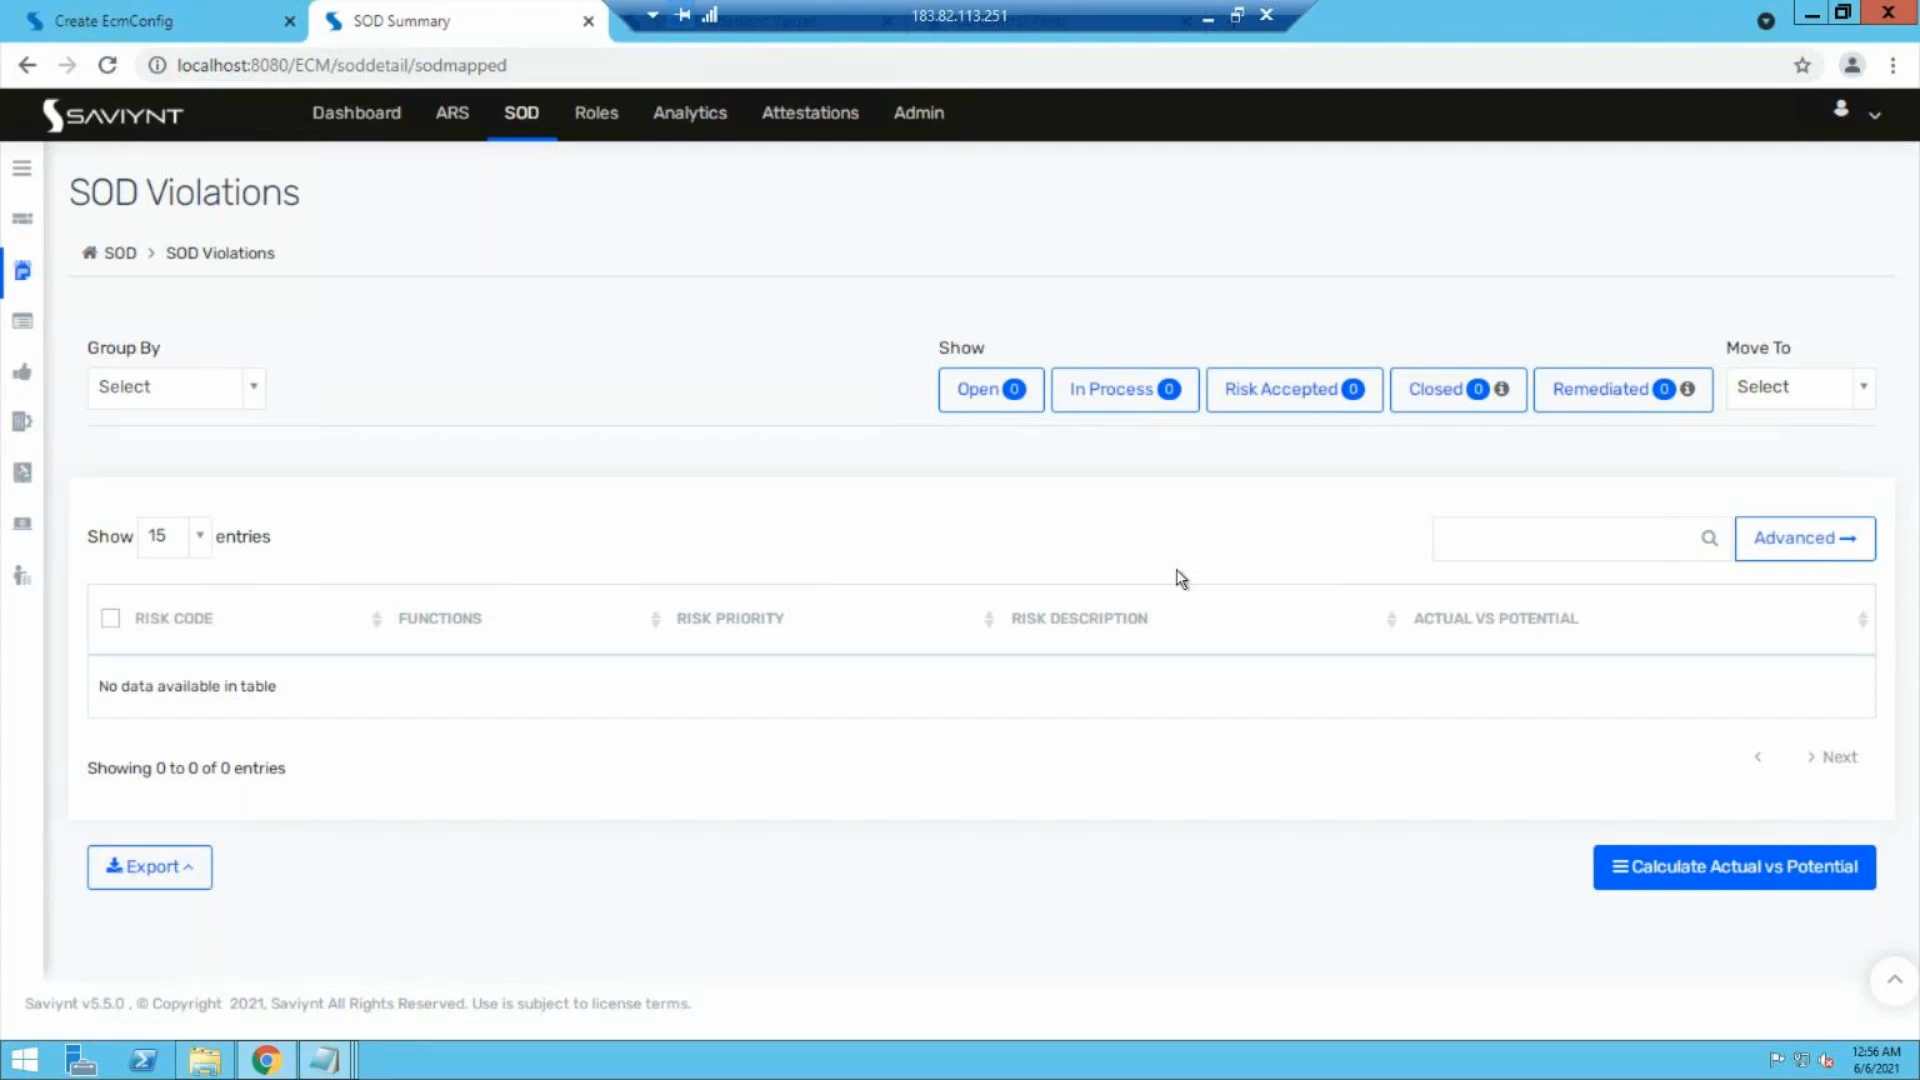 Create EcmConfig
SOD Summary
183.82.113.251
localhost:8080/ECM/soddetail/sodmapped
SAVIYNT
Dashboard
ARS
SOD
Roles
Analytics
Attestations
Admin
SOD Violations
SOD > SOD Violations
Group By
Show
Move To
Select
Open 0
In Process 0
Risk Accepted 0
Closed 0
Remediated 0
Select
Show 15 entries
Advanced
RISK CODE
FUNCTIONS
RISK PRIORITY
RISK DESCRIPTION
ACTUAL VS POTENTIAL
No data available in table
Showing 0 to 0 of 0 entries
Next
Export
Calculate Actual vs Potential
Saviynt v5.5.0 , © Copyright 2021, Saviynt All Rights Reserved. Use is subject to license terms.
12:56 AM
6/6/2021